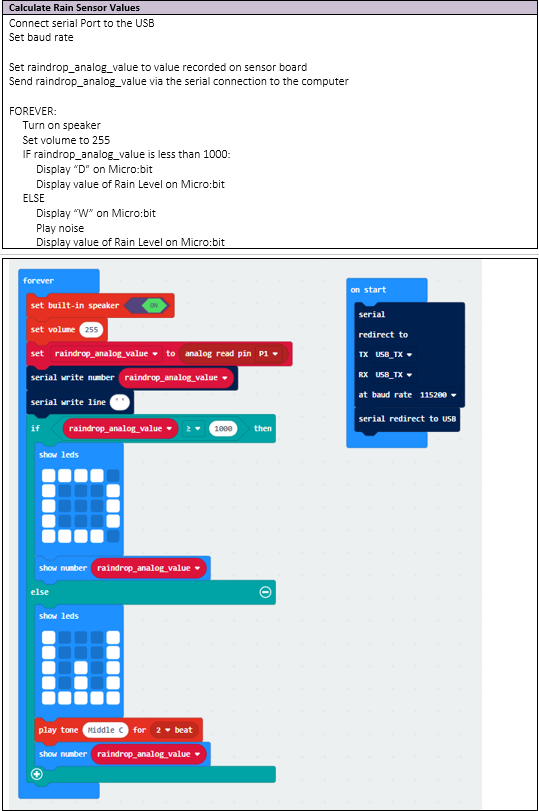 Calculate Rain Sensor Values
Connect serial Port to the USB
Set baud rate
Set raindrop_analog_value to value recorded on sensor board
Send raindrop_analog_value via the serial connection to the computer
FOREVER:
Turn on speaker
Set volume to 255
IF raindrop_analog_value is less than 1000:
Display “D” on Micro:bit
Display value of Rain Level on Micro:bit
ELSE
Display “W” on Micro:bit
Play noise
Display value of Rain Level on Micro:bit
forever
set built-in speaker ON
set volume 255
set raindrop_analog_value to analog read pin P1
serial write number raindrop_analog_value
serial write line " "
if raindrop_analog_value ≥ 1000 then
show leds
show number raindrop_analog_value
else
show leds
play tone Middle C for 2 beat
show number raindrop_analog_value
on start
serial
redirect to
TX USB_TX
RX USB_TX
at baud rate 115200
serial redirect to USB